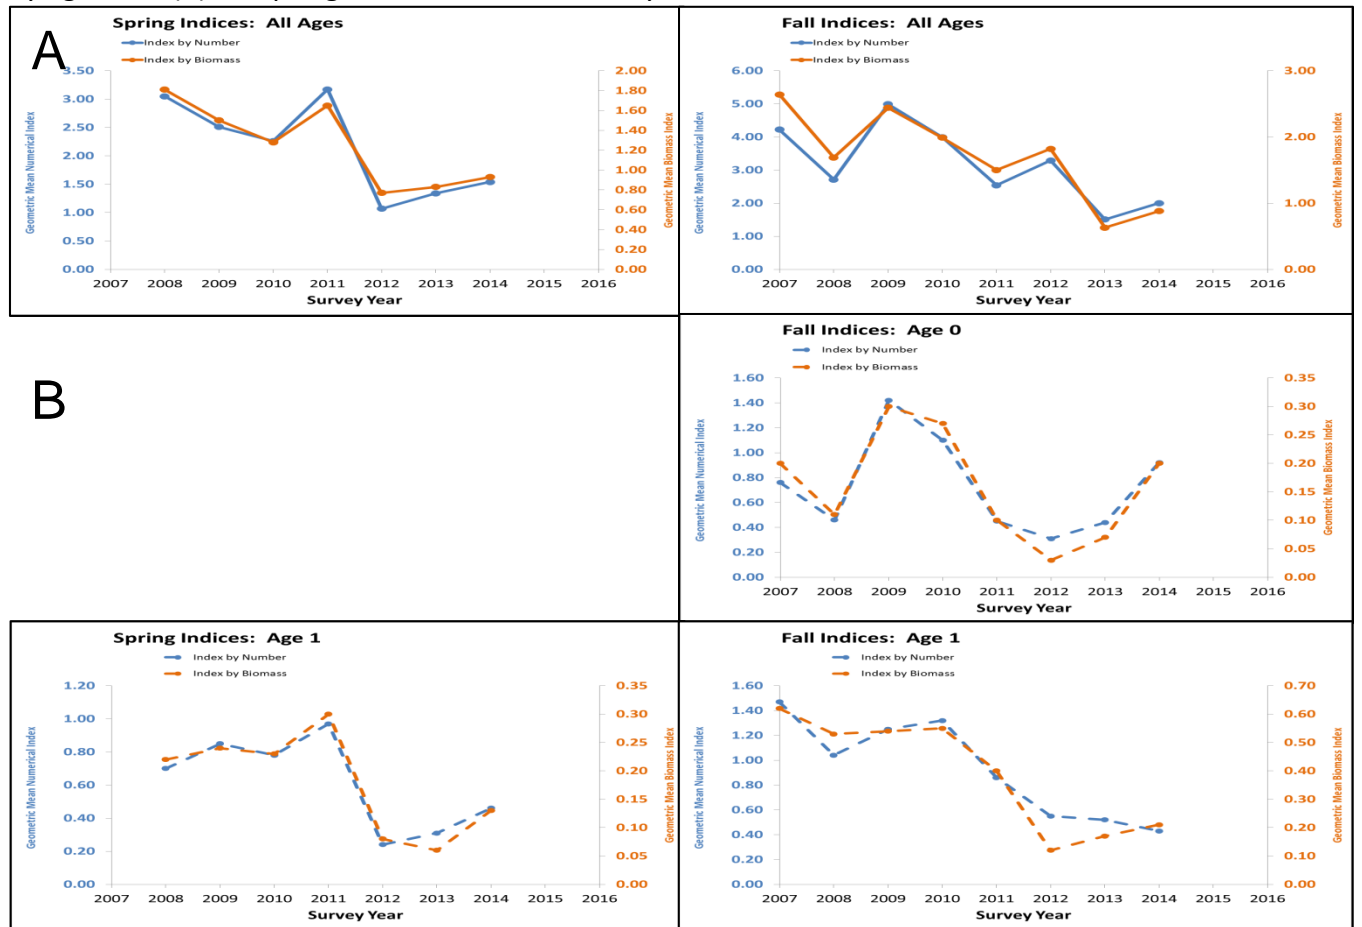 A
Spring Indices:  All Ages
Index by Number
Index by Biomass
Geometric Mean Numerical Index
3.50
3.00
2.50
2.00
1.50
1.00
0.50
0.00
2.00
1.80
1.60
1.40
1.20
1.00
0.80
0.60
0.40
0.20
0.00
Geometric Mean Biomass Index
2007 2008 2009 2010 2011 2012 2013 2014 2015 2016
Survey Year
Fall Indices:  All Ages
Index by Number
Index by Biomass
Geometric Mean Numerical Index
6.00
5.00
4.00
3.00
2.00
1.00
0.00
3.00
2.00
1.00
0.00
Geometric Mean Biomass Index
2007 2008 2009 2010 2011 2012 2013 2014 2015 2016
Survey Year
B
Fall Indices:  Age 0
Index by Number
Index by Biomass
Geometric Mean Numerical Index
1.60
1.40
1.20
1.00
0.80
0.60
0.40
0.20
0.00
0.35
0.30
0.25
0.20
0.15
0.10
0.05
0.00
Geometric Mean Biomass Index
2007 2008 2009 2010 2011 2012 2013 2014 2015 2016
Survey Year
Spring Indices:  Age 1
Index by Number
Index by Biomass
Geometric Mean Numerical Index
1.20
1.00
0.80
0.60
0.40
0.20
0.00
0.35
0.30
0.25
0.20
0.15
0.10
0.05
0.00
Geometric Mean Biomass Index
2007 2008 2009 2010 2011 2012 2013 2014 2015 2016
Survey Year
Fall Indices:  Age 1
Index by Number
Index by Biomass
Geometric Mean Numerical Index
1.60
1.40
1.20
1.00
0.80
0.60
0.40
0.20
0.00
0.70
0.60
0.50
0.40
0.30
0.20
0.10
0.00
Geometric Mean Biomass Index
2007 2008 2009 2010 2011 2012 2013 2014 2015 2016
Survey Year